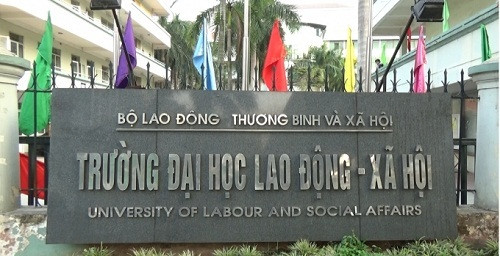 BỘ LAO ĐỘNG THƯƠNG BINH VÀ XÃ HỘI
TRƯỜNG ĐẠI HỌC LAO ĐỘNG - XÃ HỘI
UNIVERSITY OF LABOUR AND SOCIAL AFFAIRS